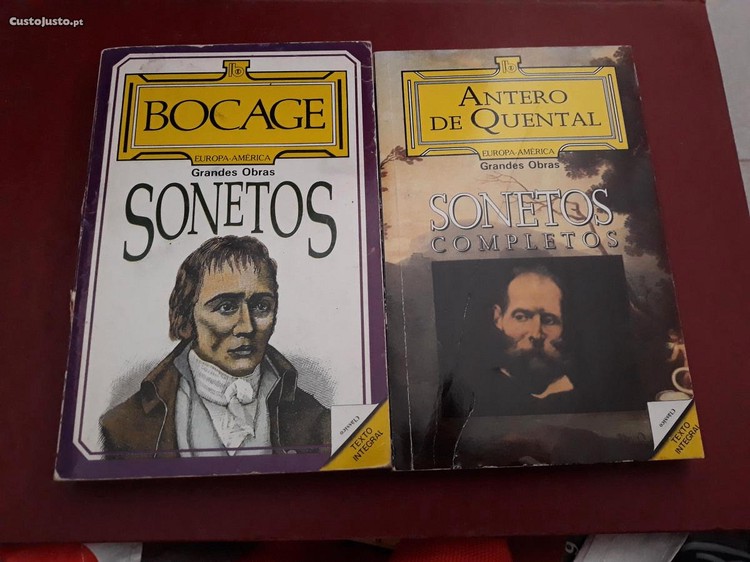 CustoJusto.pt
BOCAGE
EUROPA-AMÉRICA
Grandes Obras
SONETOS
TEXTO
INTEGRAL
ANTERO
DE QUENTAL
EUROPA-AMÉRICA
Grandes Obras
SONETOS
COMPLETOS
TEXTO
INTEGRAL